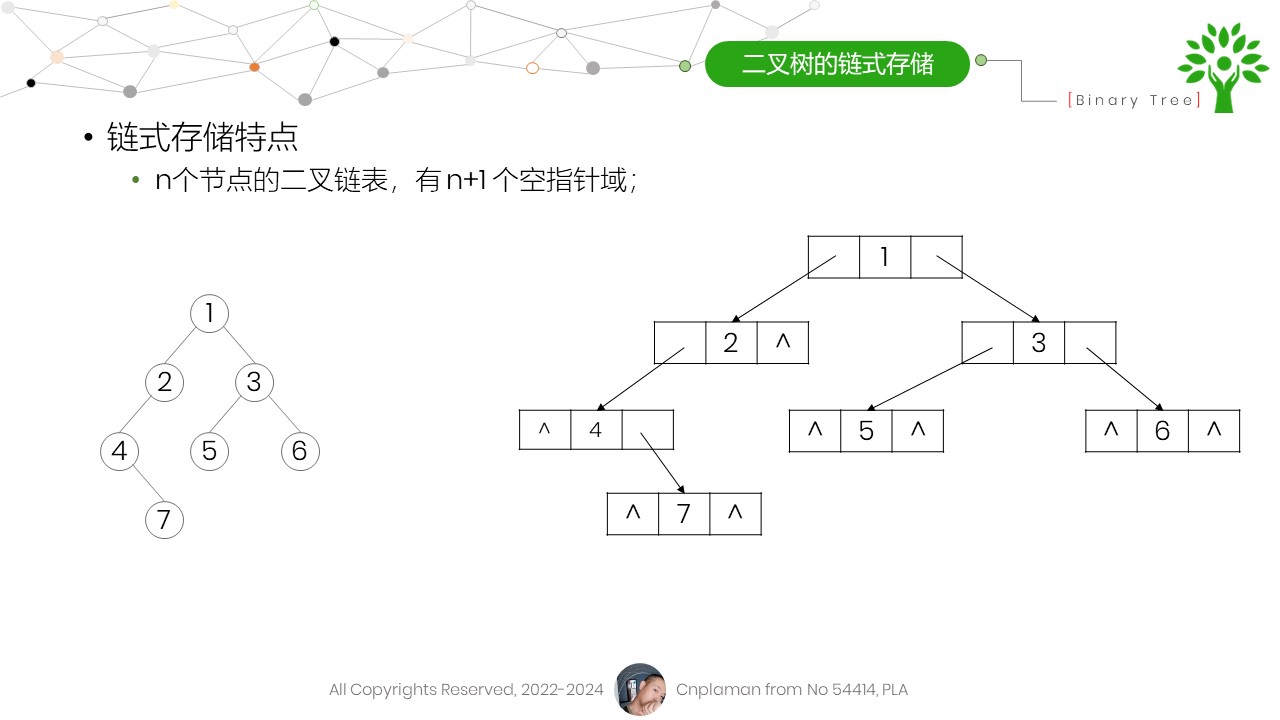 二叉树的链式存储
[Binary Tree]
• 链式存储特点
• n个节点的二叉链表，有n+1个空指针域；
1
2 3
4 5 6
7
1
2 ^
3
^ 4
^ 5 ^
^ 6 ^
^ 7 ^
All Copyrights Reserved, 2022-2024
Cnplaman from No 54414, PLA